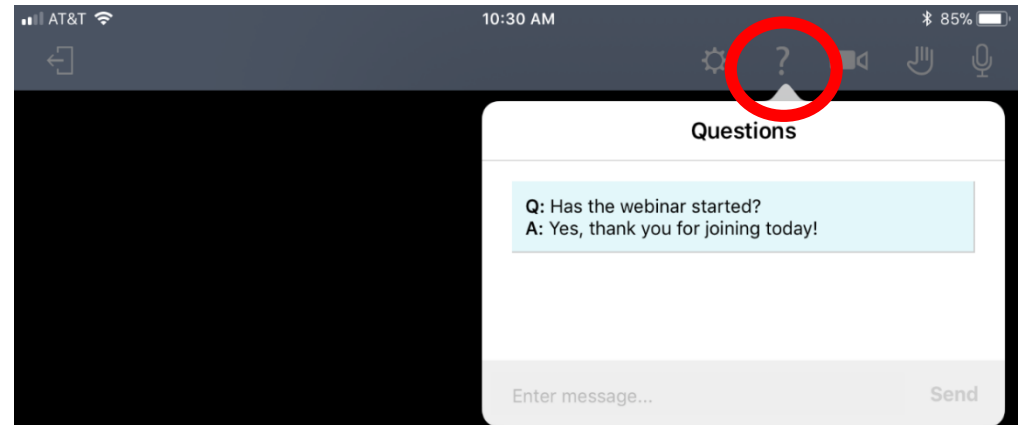 AT&T 10:30 AM 85%
?
Questions
Q: Has the webinar started?
A: Yes, thank you for joining today!
Enter message... Send